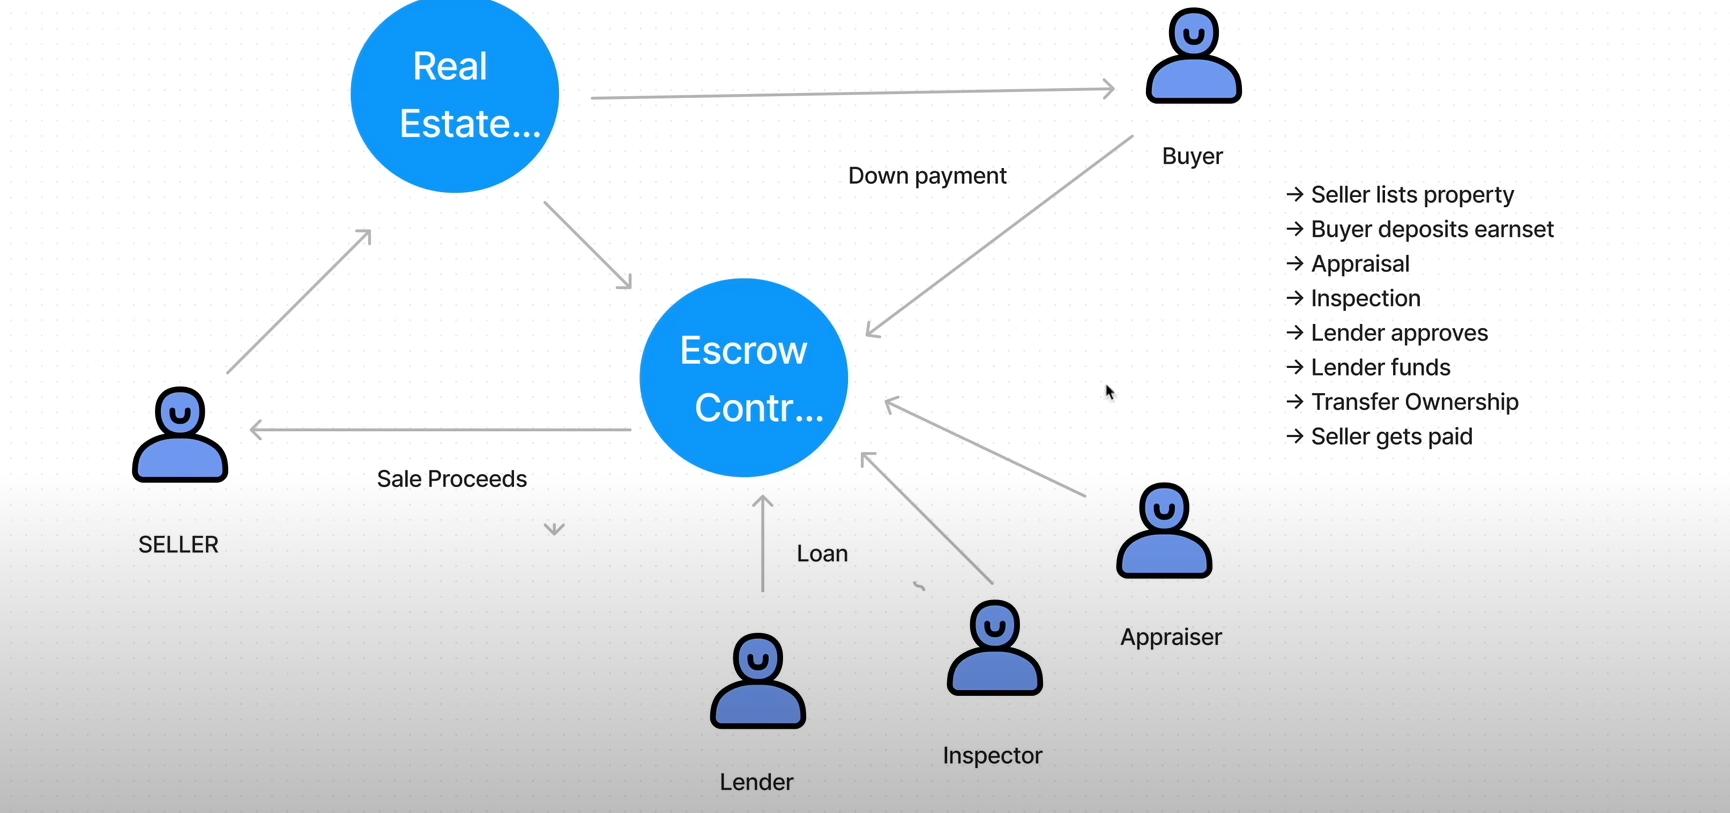 Real
Estate...
Buyer
Down payment
→ Seller lists property
→ Buyer deposits earnset
→ Appraisal
→ Inspection
→ Lender approves
→ Lender funds
→ Transfer Ownership
→ Seller gets paid
Escrow
Contr...
Sale Proceeds
SELLER
Loan
Appraiser
Inspector
Lender